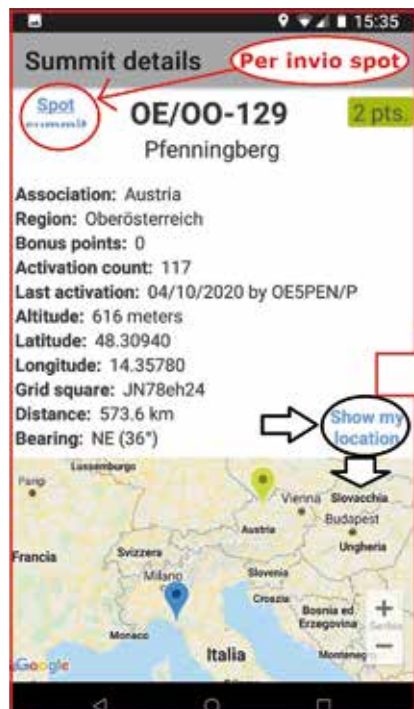 15:35
Summit details
Per invio spot
Spot
OE/OO-129
2 pts.
Pfenningberg
Association: Austria
Region: Oberösterreich
Bonus points: 0
Activation count: 117
Last activation: 04/10/2020 by OE5PEN/P
Altitude: 616 meters
Latitude: 48.30940
Longitude: 14.35780
Grid square: JN78eh24
Distance: 573.6 km
Bearing: NE (36°)
Show my
location
Lussemburgo
Vienna
Slovacchia
Budapest
Austria
Ungheria
Francia
Svizzera
Slovenia
Milano
Croazia
Bosnia ed
Erzegovina
Serbia
+
Monaco
Italia
Google
−